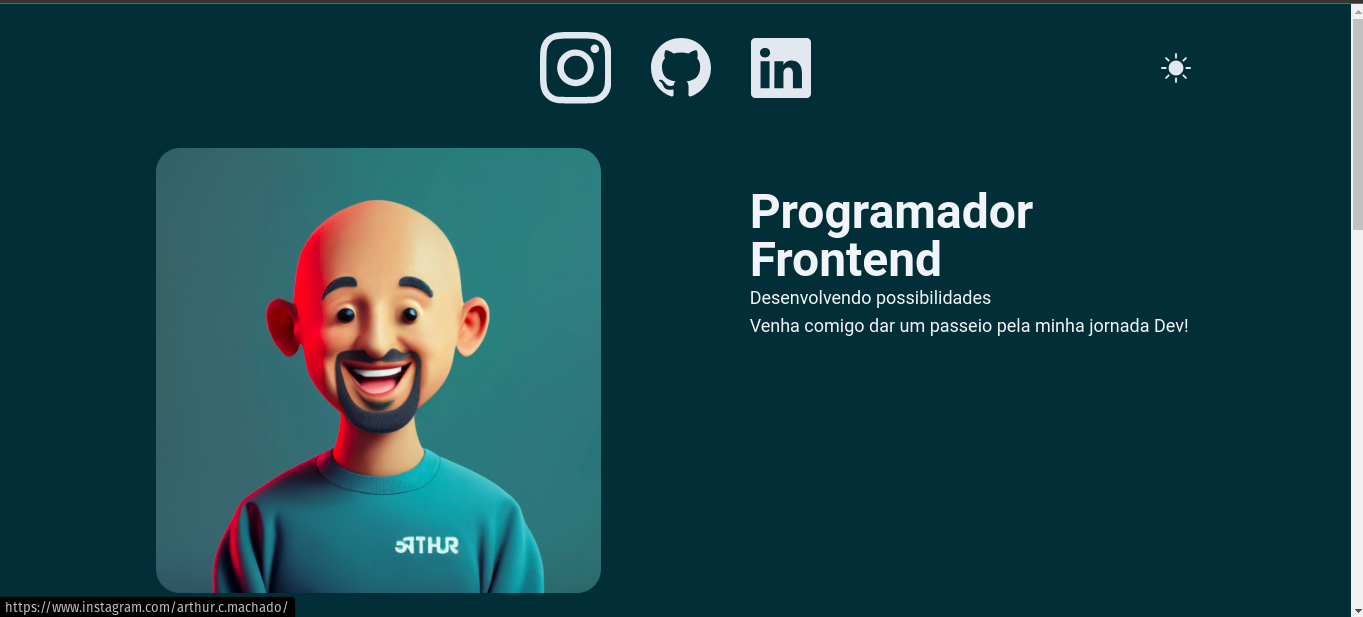 in
Programador
Frontend
Desenvolvendo possibilidades
Venha comigo dar um passeio pela minha jornada Dev!
ARTHUR
https://www.instagram.com/arthur.c.machado/